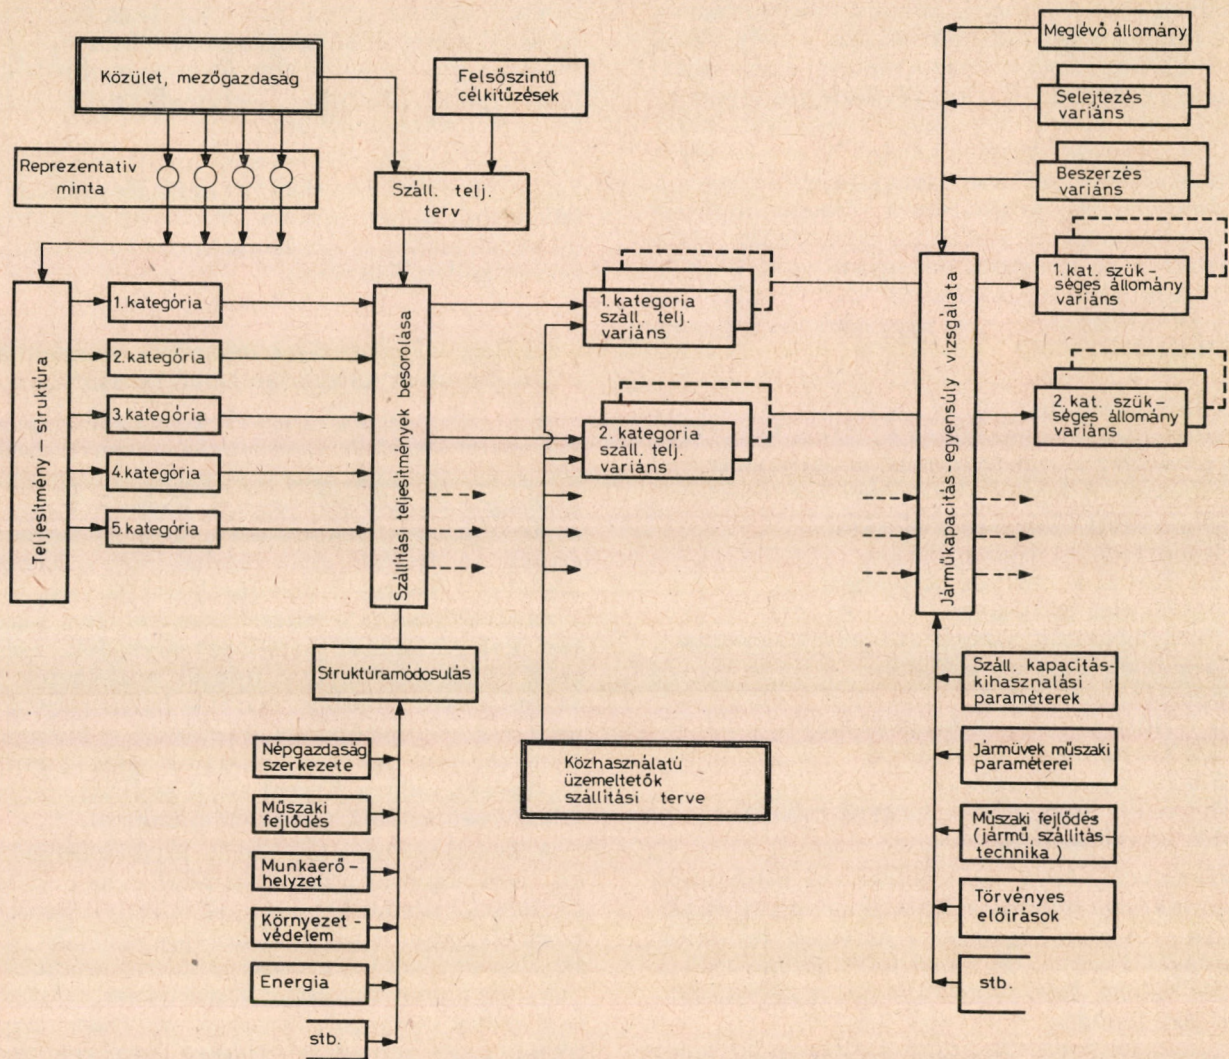 Közület, mezőgazdaság
Felsőszintű
célkitűzések
Reprezentativ
minta
Száll. telj.
terv
Teljesítmény – struktúra
1. kategória
2. kategória
3. kategória
4. kategória
5. kategória
Szállítási teljesítmények besorolása
Struktúramódosulás
Népgazdaság
szerkezete
Műszaki
fejlődés
Munkaerő –
helyzet
Környezet –
védelem
Energia
stb.
1. kategoria
száll. telj.
variáns
2. kategoria
száll. telj.
variáns
Közhasználatú
üzemeltetők
szállítási terve
Meglévő állomány
Selejtezés
variáns
Beszerzés
variáns
Járműkapacitás-egyensúly vizsgálata
1. kat. szük –
séges állomány
variáns
2. kat. szük –
séges állomány
variáns
Száll. kapacitás-
kihasználási
paraméterek
Járművek műszaki
paraméterei
Műszaki fejlődés
(jármű, szállítás–
technika)
Törvényes
előirások
stb.